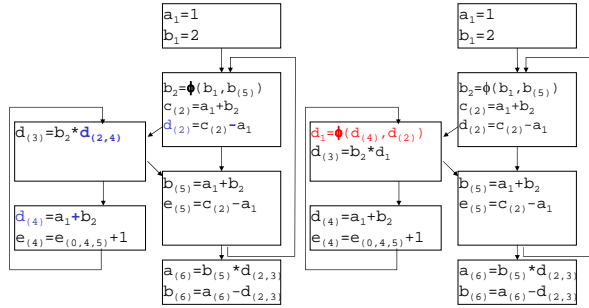 a₁=1
b₁=2
b₂=ϕ(b₁,b₍₅₎)
c₍₂₎=a₁+b₂
d₍₂₎=c₍₂₎-a₁
d₍₃₎=b₂*d₍₂,₄₎
b₍₅₎=a₁+b₂
e₍₅₎=c₍₂₎-a₁
d₍₄₎=a₁+b₂
e₍₄₎=e₍₀,₄,₅₎+1
a₍₆₎=b₍₅₎*d₍₂,₃₎
b₍₆₎=a₍₆₎-d₍₂,₃₎
a₁=1
b₁=2
b₂=ϕ(b₁,b₍₅₎)
c₍₂₎=a₁+b₂
d₍₂₎=c₍₂₎-a₁
d₁=ϕ(d₍₄₎,d₍₂₎)
d₍₃₎=b₂*d₁
b₍₅₎=a₁+b₂
e₍₅₎=c₍₂₎-a₁
d₍₄₎=a₁+b₂
e₍₄₎=e₍₀,₄,₅₎+1
a₍₆₎=b₍₅₎*d₍₂,₃₎
b₍₆₎=a₍₆₎-d₍₂,₃₎